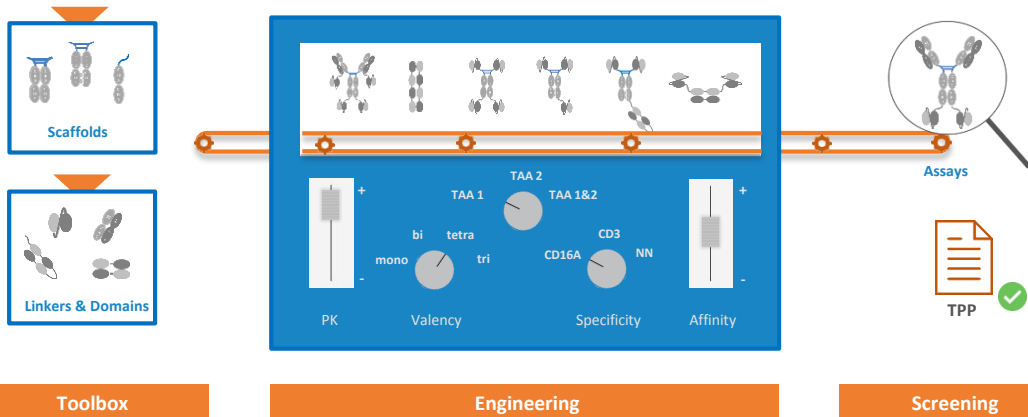 Scaffolds
Linkers & Domains
TAA 2
TAA 1
TAA 1&2
bi
tetra
mono
tri
CD3
CD16A
NN
+
-
+
-
PK
Valency
Specificity
Affinity
Assays
TPP
Toolbox
Engineering
Screening